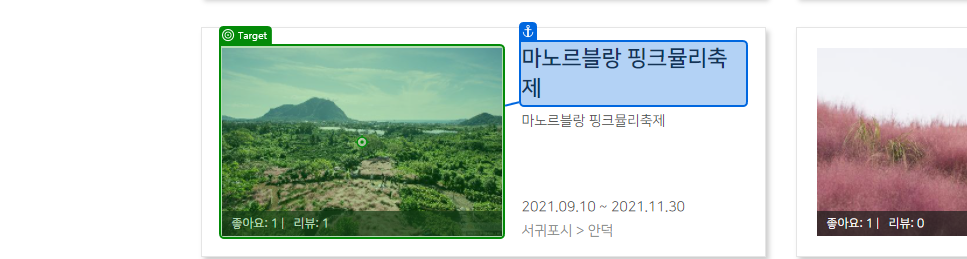 Target
마노르블랑 핑크뮬리축
제
마노르블랑 핑크뮬리축제
2021.09.10 ~ 2021.11.30
서귀포시 > 안덕
좋아요: 1 | 리뷰: 1
좋아요: 1 | 리뷰: 0